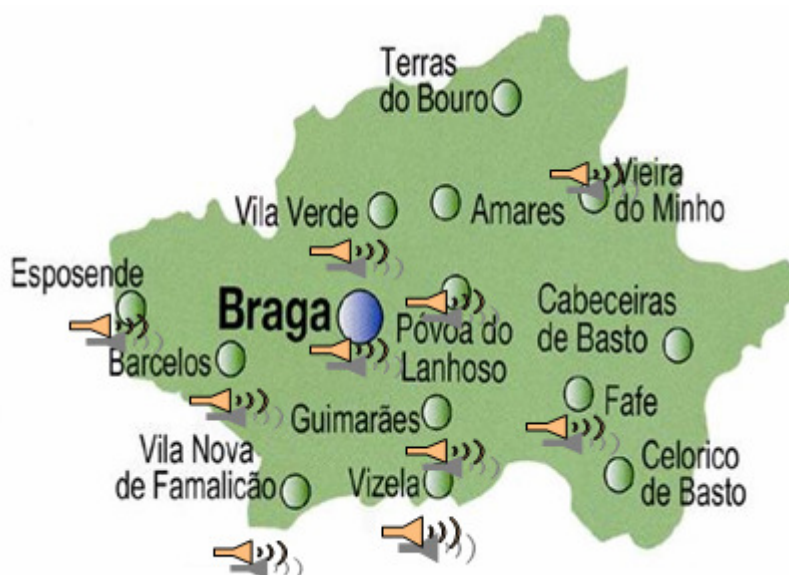 Terras
do Bouro
Vieira
do Minho
Vila Verde
Amares
Esposende
Braga
Cabeceiras
de Basto
Póvoa do
Lanhoso
Barcelos
Guimarães
Fafe
Vila Nova
de Famalicão
Vizela
Celorico
de Basto